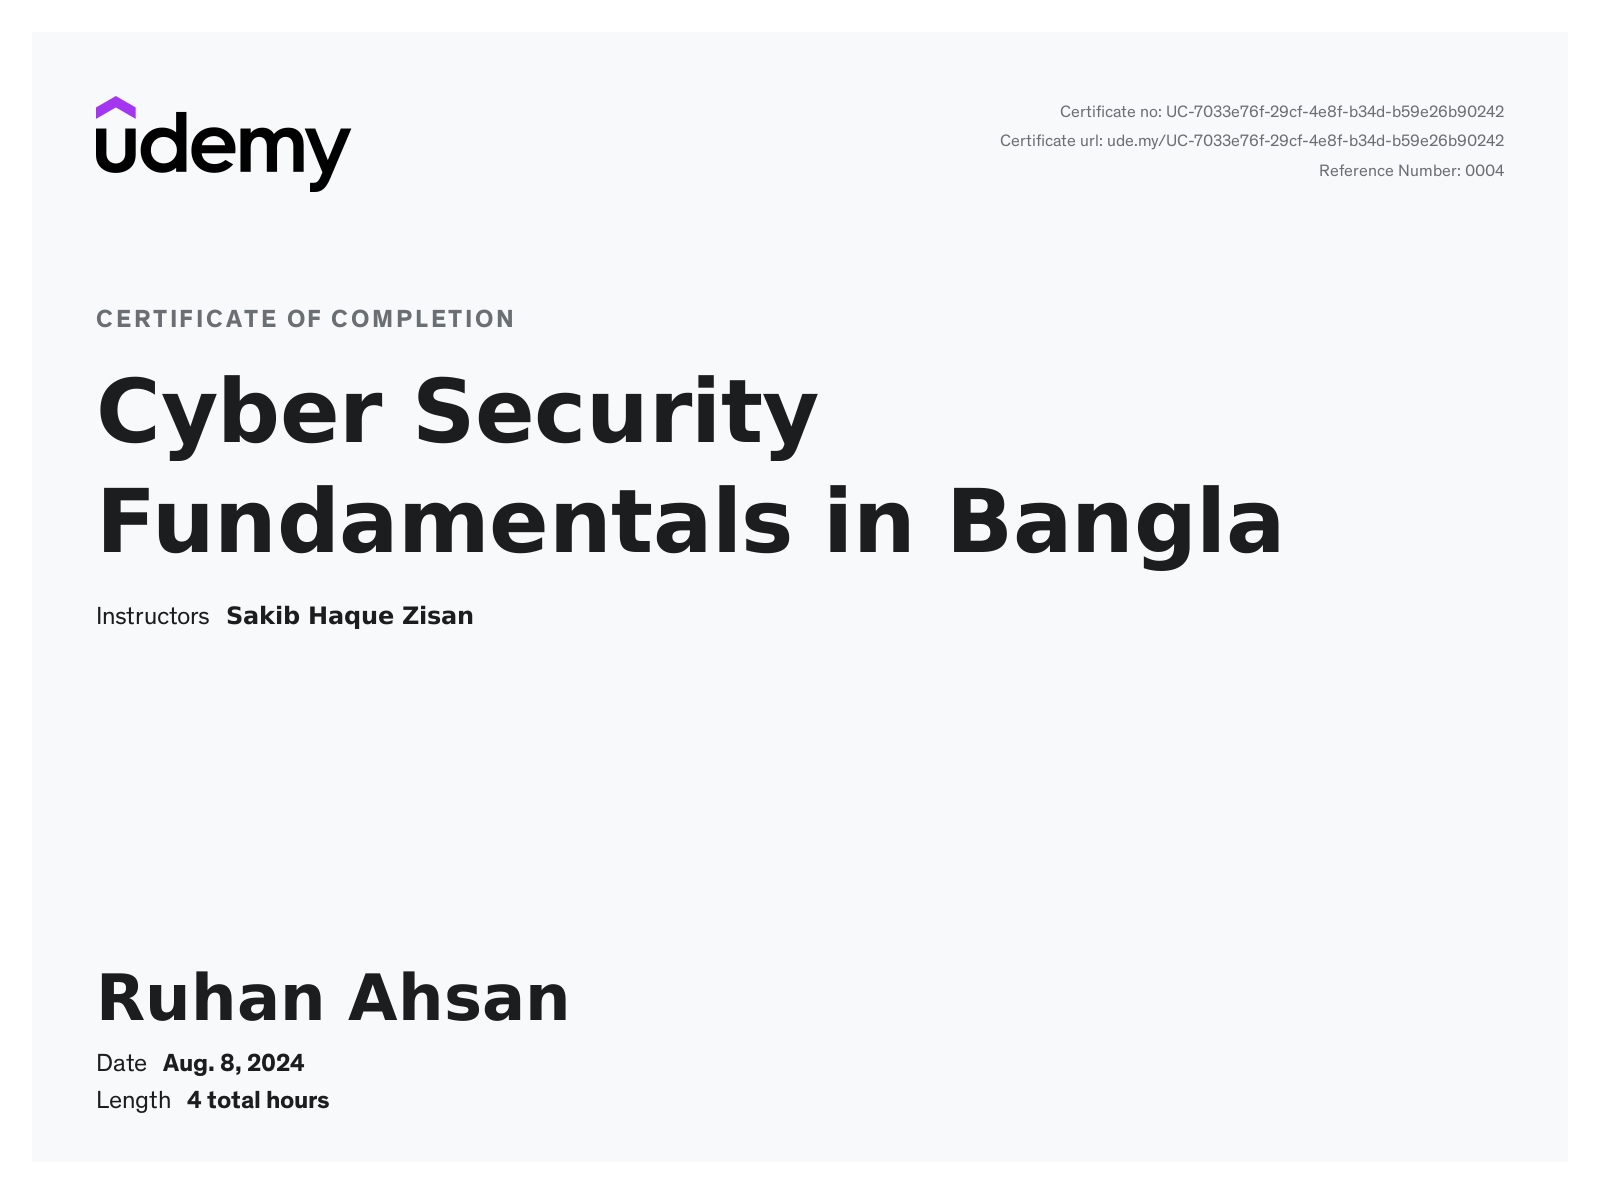 udemy
Certificate no: UC-7033e76f-29cf-4e8f-b34d-b59e26b90242
Certificate url: ude.my/UC-7033e76f-29cf-4e8f-b34d-b59e26b90242
Reference Number: 0004
CERTIFICATE OF COMPLETION
Cyber Security
Fundamentals in Bangla
Instructors Sakib Haque Zisan
Ruhan Ahsan
Date Aug. 8, 2024
Length 4 total hours